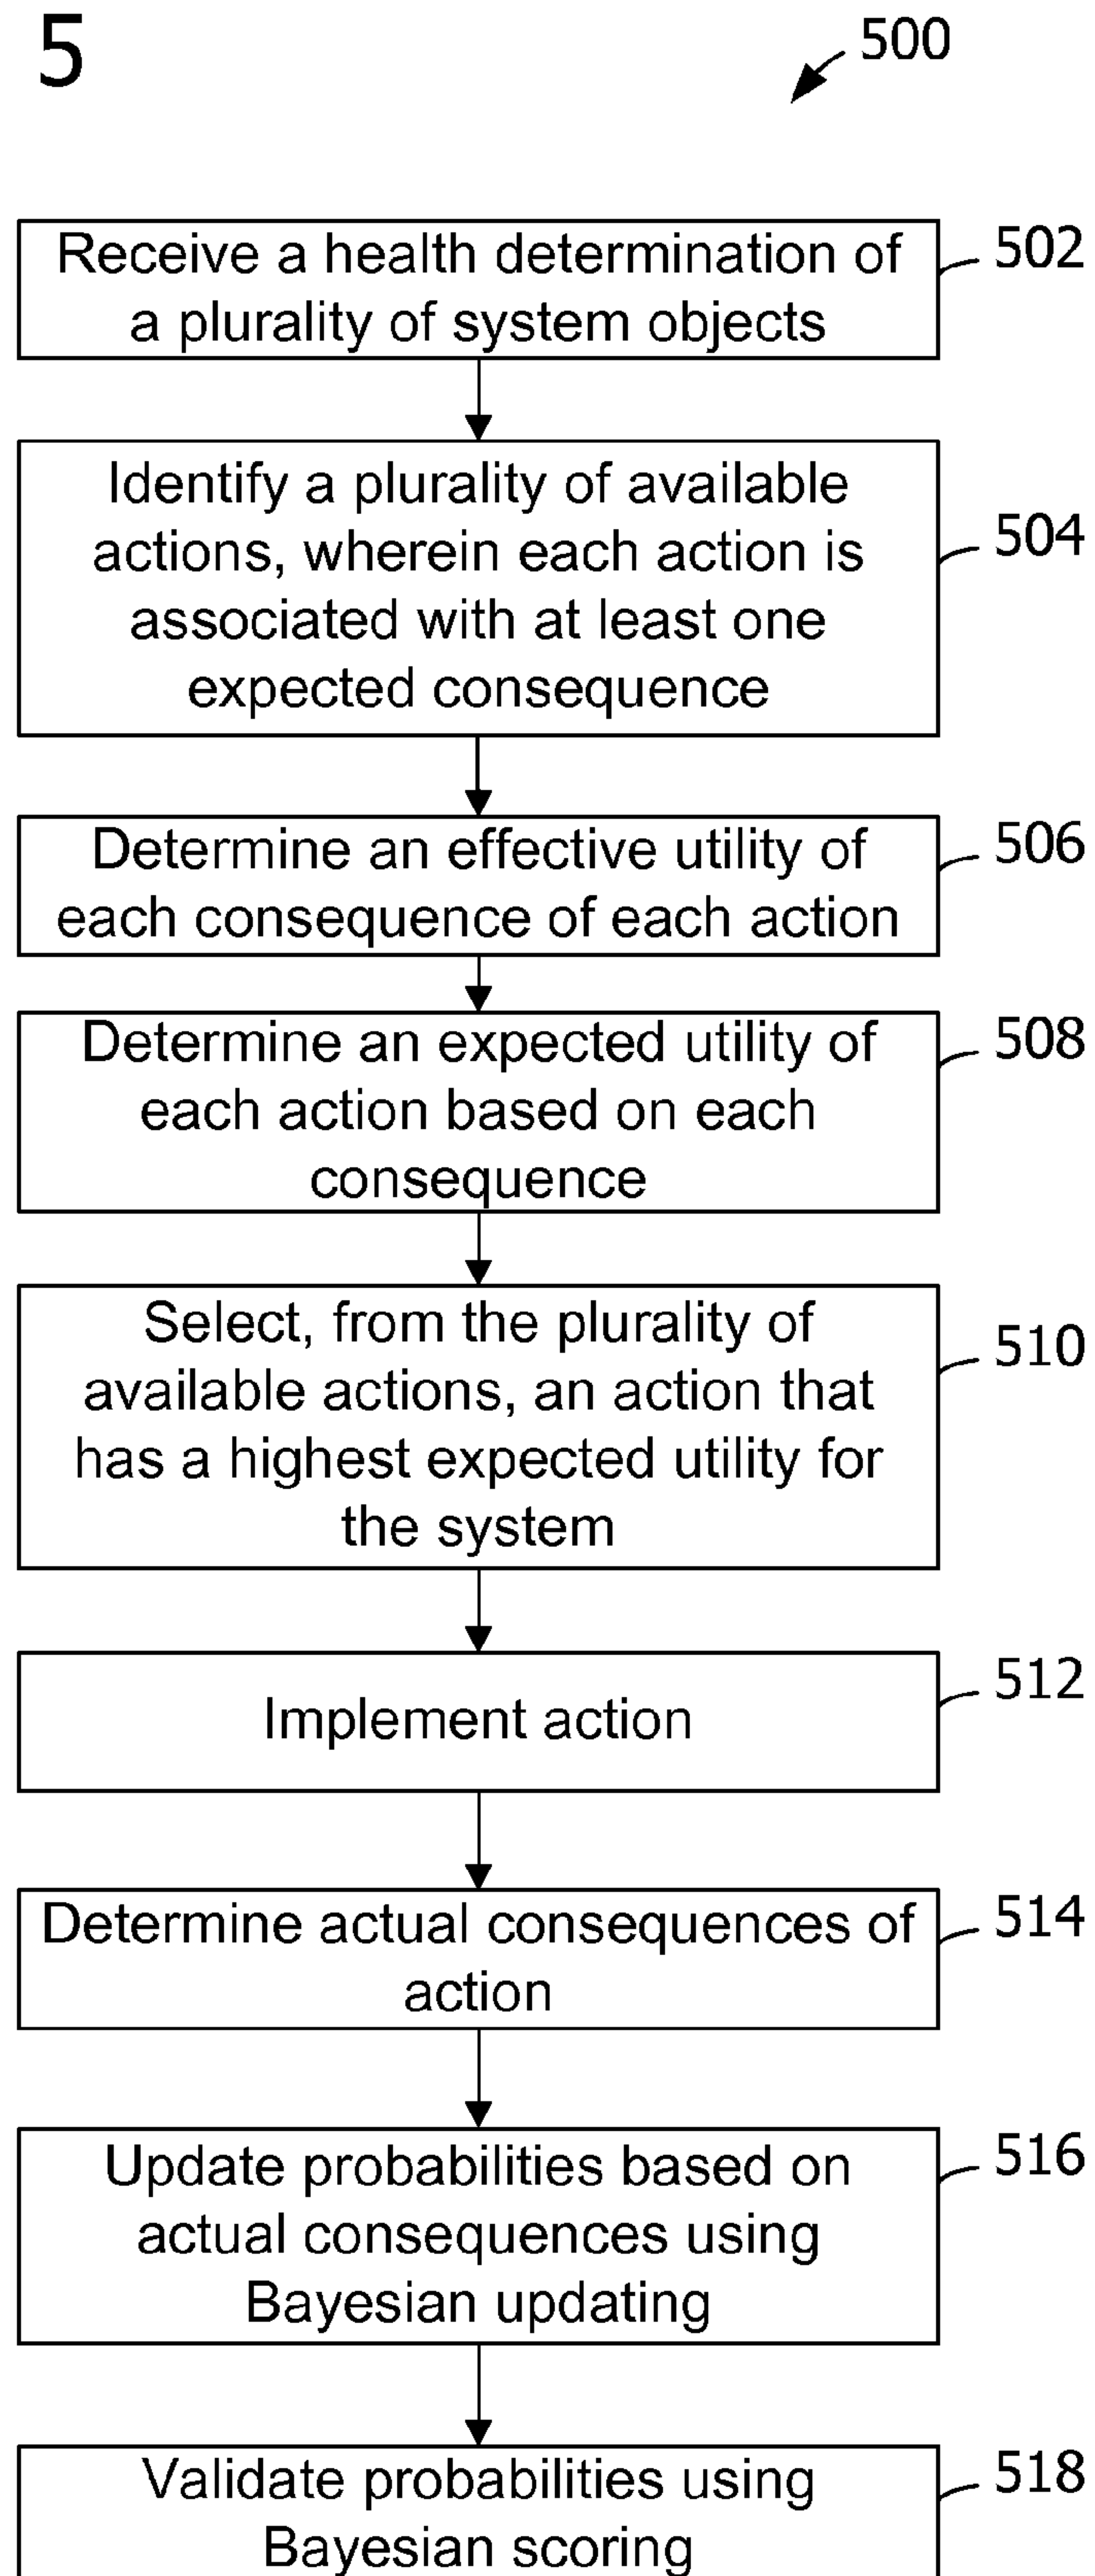 5
500
Receive a health determination of
a plurality of system objects
502
Identify a plurality of available
actions, wherein each action is
associated with at least one
expected consequence
504
Determine an effective utility of
each consequence of each action
506
Determine an expected utility of
each action based on each
consequence
508
Select, from the plurality of
available actions, an action that
has a highest expected utility for
the system
510
Implement action
512
Determine actual consequences of
action
514
Update probabilities based on
actual consequences using
Bayesian updating
516
Validate probabilities using
Bayesian scoring
518